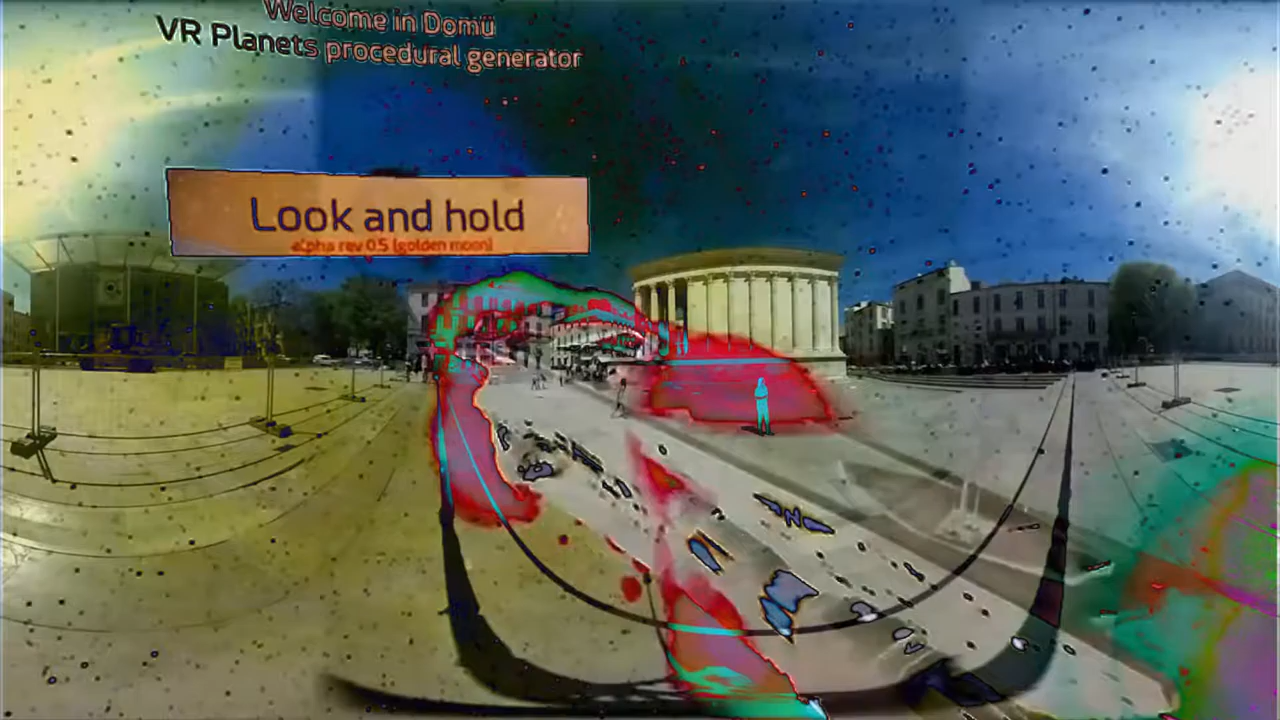 Welcome in Domü
VR Planets procedural generator
Look and hold
alpha rev 0.5 (golden moon)